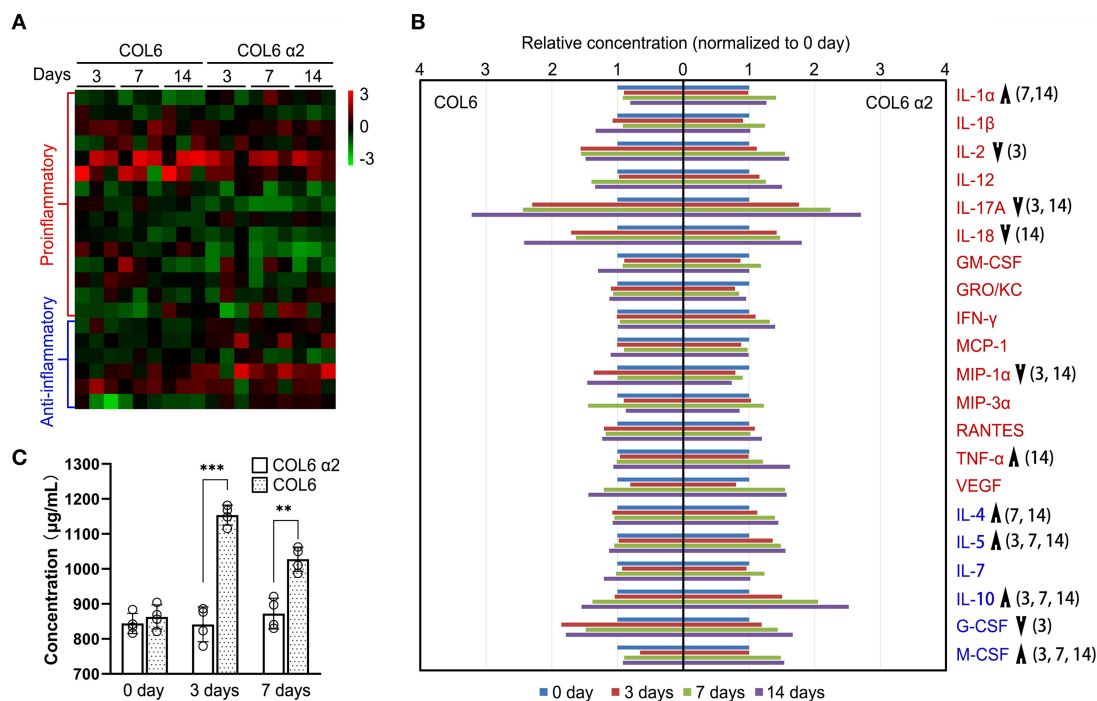 A
COL6 COL6 α2
Days 3 7 14 3 7 14
Proinflammatory
Anti-inflammatory
3
0
-3
B
Relative concentration (normalized to 0 day)
4 3 2 1 0 1 2 3 4
COL6 COL6 α2
IL-1α (7,14)
IL-1β
IL-2 (3)
IL-12
IL-17A (3, 14)
IL-18 (14)
GM-CSF
GRO/KC
IFN-γ
MCP-1
MIP-1α (3, 14)
MIP-3α
RANTES
TNF-α (14)
VEGF
IL-4 (7, 14)
IL-5 (3, 7, 14)
IL-7
IL-10 (3, 7, 14)
G-CSF (3)
M-CSF (3, 7, 14)
0 day 3 days 7 days 14 days
C
Concentration (μg/mL)
1300
1200
1100
1000
900
800
700
*** **
COL6 α2
COL6
0 day 3 days 7 days